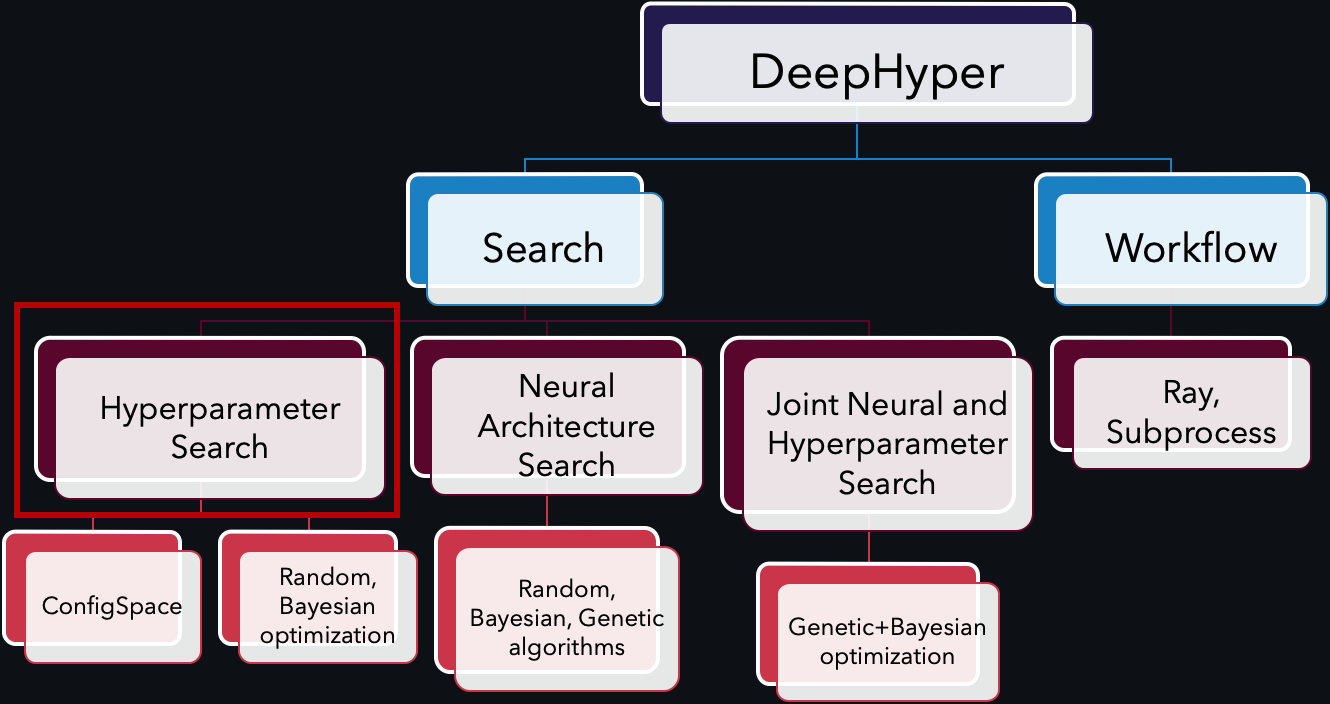 DeepHyper
Search
Workflow
Hyperparameter
Search
Neural
Architecture
Search
Joint Neural and
Hyperparameter
Search
Ray,
Subprocess
ConfigSpace
Random,
Bayesian
optimization
Random,
Bayesian, Genetic
algorithms
Genetic+Bayesian
optimization